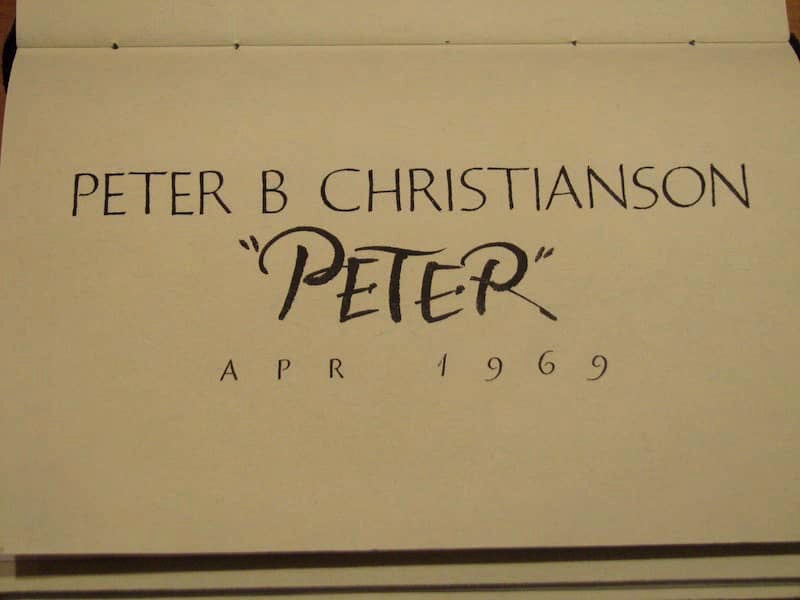 PETER B CHRISTIANSON
"PETER"
APR 1969